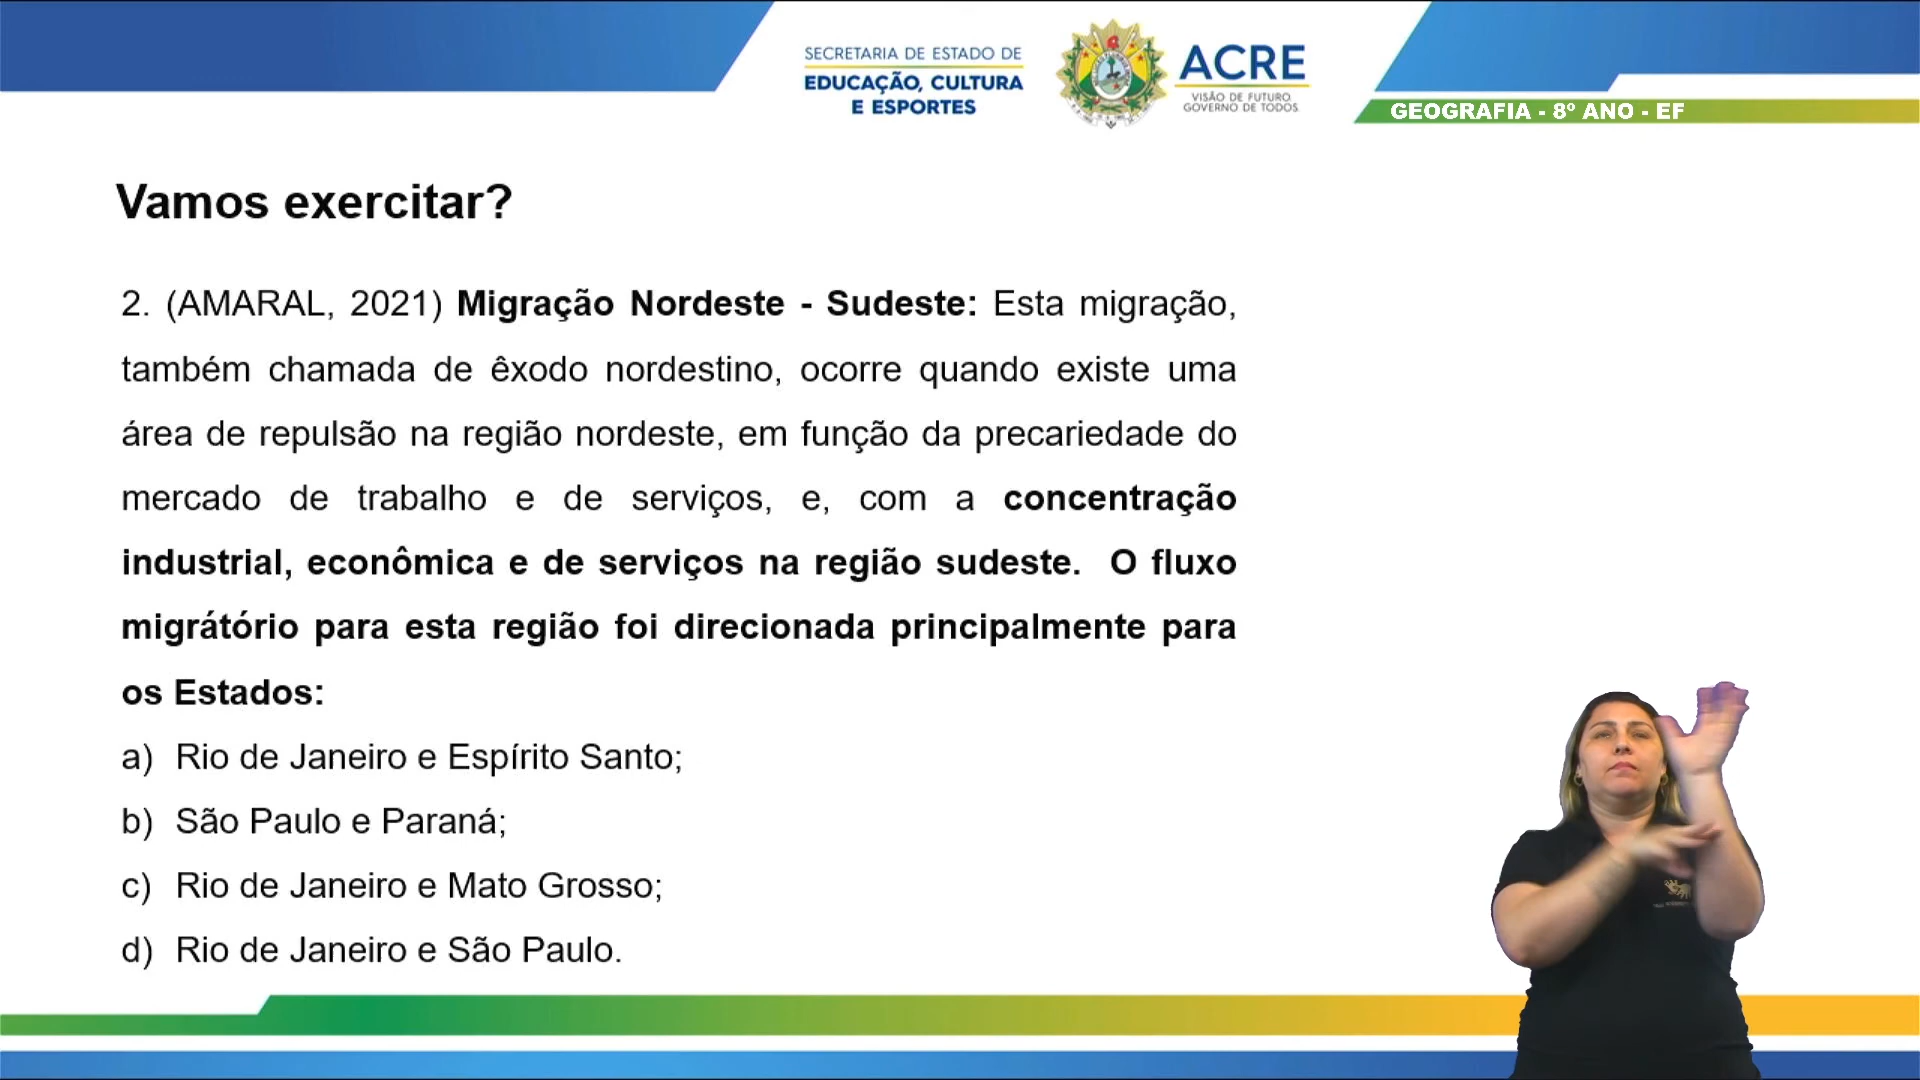 SECRETARIA DE ESTADO DE
EDUCAÇÃO, CULTURA
E ESPORTES
ACRE
VISÃO DE FUTURO.
GOVERNO DE TODOS.
GEOGRAFIA - 8º ANO - EF
Vamos exercitar?
2. (AMARAL, 2021) Migração Nordeste - Sudeste: Esta migração,
também chamada de êxodo nordestino, ocorre quando existe uma
área de repulsão na região nordeste, em função da precariedade do
mercado de trabalho e de serviços, e, com a concentração
industrial, econômica e de serviços na região sudeste. O fluxo
migrátório para esta região foi direcionada principalmente para
os Estados:
a) Rio de Janeiro e Espírito Santo;
b) São Paulo e Paraná;
c) Rio de Janeiro e Mato Grosso;
d) Rio de Janeiro e São Paulo.